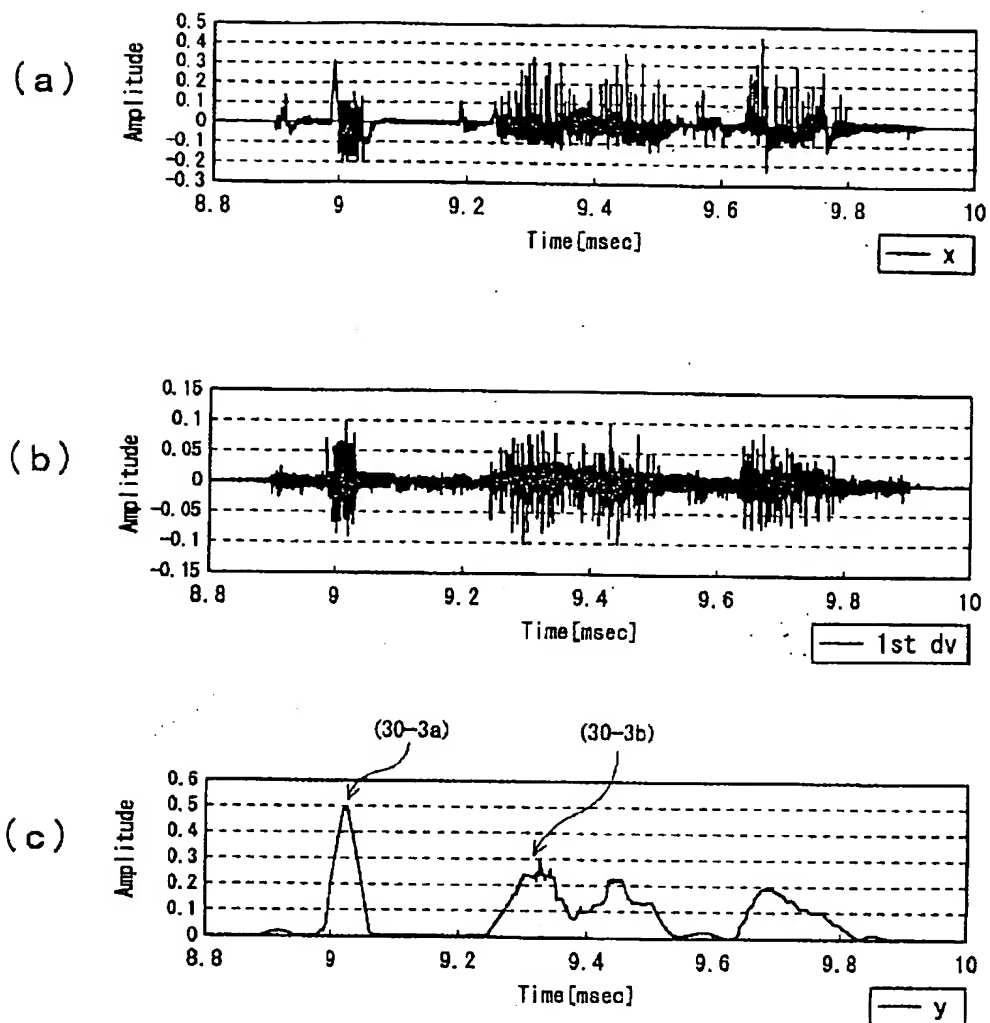 (a)
Amplitude
0.5
0.4
0.3
0.2
0.1
0
-0.1
-0.2
-0.3
8.8 9 9.2 9.4 9.6 9.8 10
Time[msec]
x
(b)
Amplitude
0.15
0.1
0.05
0
-0.05
-0.1
-0.15
8.8 9 9.2 9.4 9.6 9.8 10
Time[msec]
1st dv
(c)
(30-3a) (30-3b)
Amplitude
0.6
0.5
0.4
0.3
0.2
0.1
0
8.8 9 9.2 9.4 9.6 9.8 10
Time[msec]
y